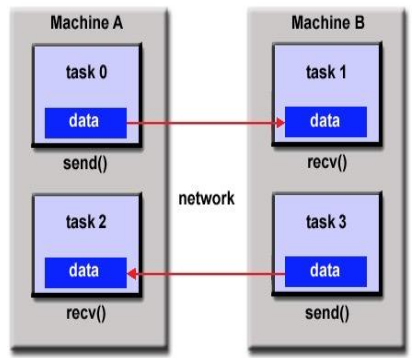 Machine A
task 0
data
send()
task 2
data
recv()
network
Machine B
task 1
data
recv()
task 3
data
send()